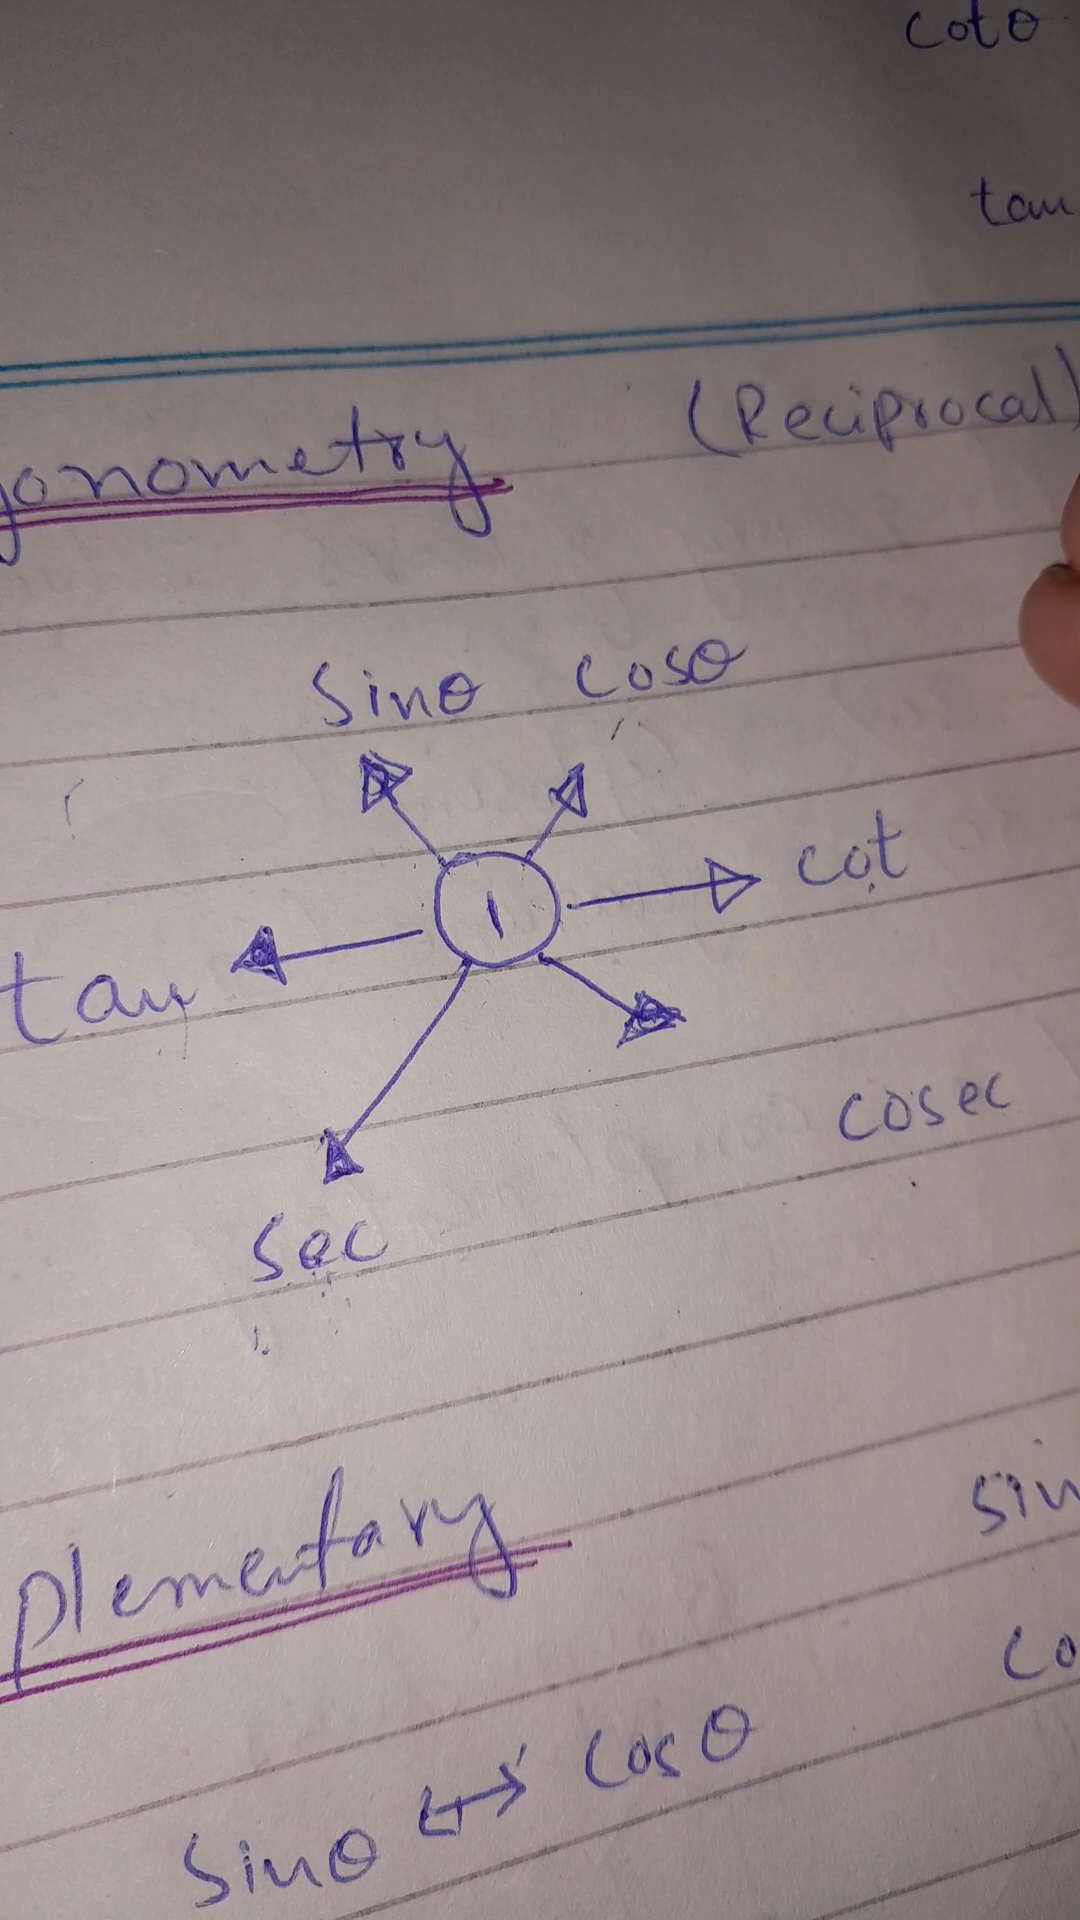 cotθ
tan
gonometry (Reciprocal)
sinθ cosθ
cot
1
tan
cosec
sec
plementary
sin
co
sinθ ↔ cosθ